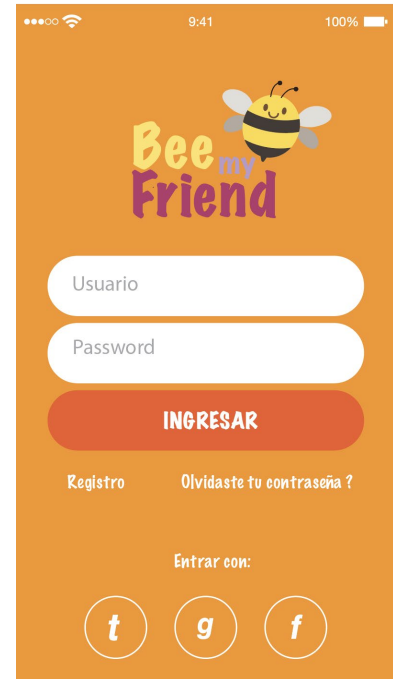 9:41 100%
Bee
my
Friend
Usuario
Password
INGRESAR
Registro Olvidaste tu contraseña ?
Entrar con:
t g f